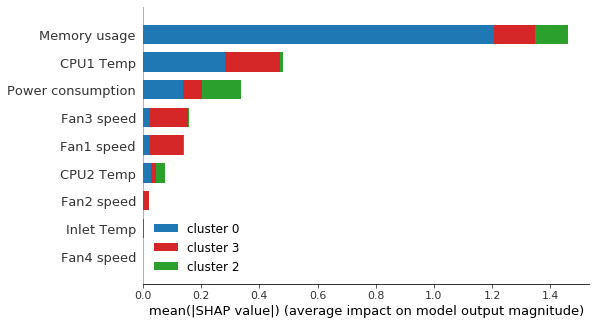 Memory usage
CPU1 Temp
Power consumption
Fan3 speed
Fan1 speed
CPU2 Temp
Fan2 speed
Inlet Temp
Fan4 speed
cluster 0
cluster 3
cluster 2
0.0 0.2 0.4 0.6 0.8 1.0 1.2 1.4
mean(|SHAP value|) (average impact on model output magnitude)